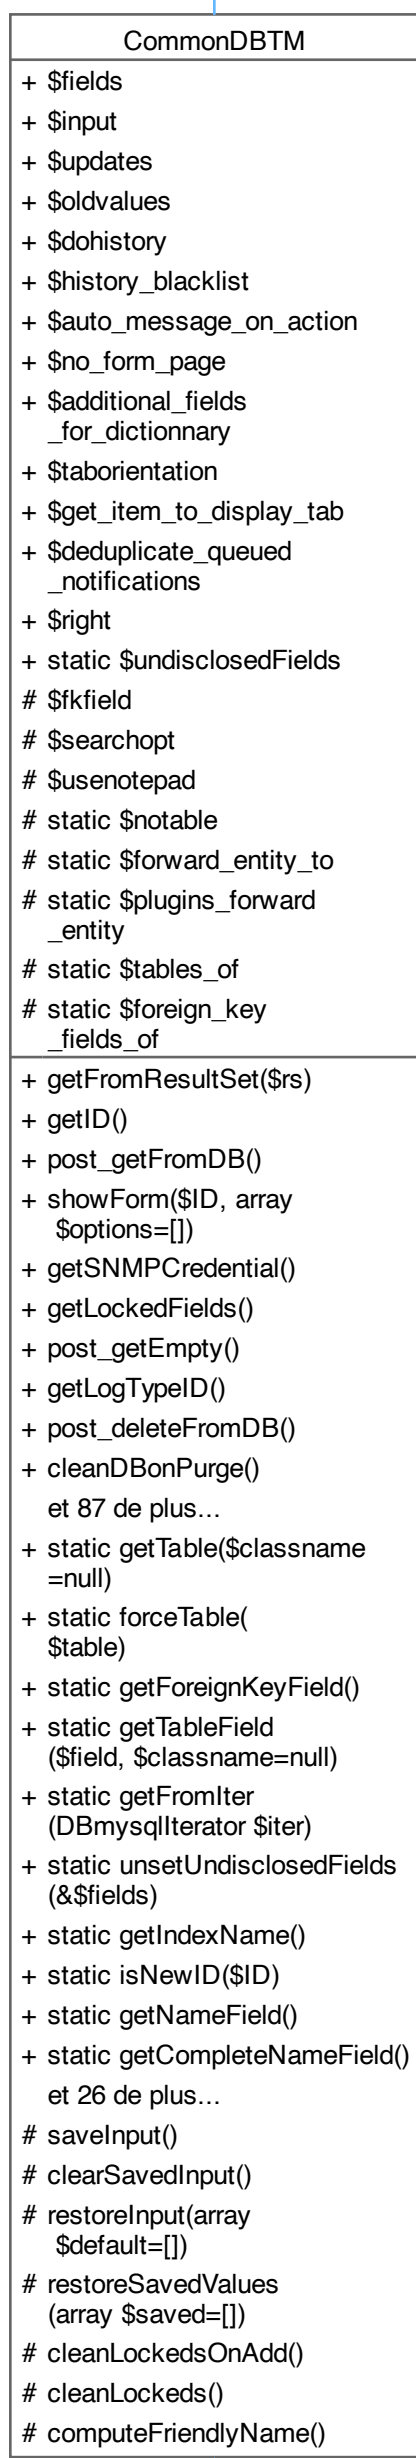 CommonDBTM
+ $fields
+ $input
+ $updates
+ $oldvalues
+ $dohistory
+ $history_blacklist
+ $auto_message_on_action
+ $no_form_page
+ $additional_fields
_for_dictionnary
+ $taborientation
+ $get_item_to_display_tab
+ $deduplicate_queued
_notifications
+ $right
+ static $undisclosedFields
# $fkfield
# $searchopt
# $usenotepad
# static $notable
# static $forward_entity_to
# static $plugins_forward
_entity
# static $tables_of
# static $foreign_key
_fields_of
+ getFromResultSet($rs)
+ getID()
+ post_getFromDB()
+ showForm($ID, array
$options=[])
+ getSNMPCredential()
+ getLockedFields()
+ post_getEmpty()
+ getLogTypeID()
+ post_deleteFromDB()
+ cleanDBonPurge()
et 87 de plus...
+ static getTable($classname
=null)
+ static forceTable(
$table)
+ static getForeignKeyField()
+ static getTableField
($field, $classname=null)
+ static getFromIter
(DBmysqlIterator $iter)
+ static unsetUndisclosedFields
(&$fields)
+ static getIndexName()
+ static isNewID($ID)
+ static getNameField()
+ static getCompleteNameField()
et 26 de plus...
# saveInput()
# clearSavedInput()
# restoreInput(array
$default=[])
# restoreSavedValues
(array $saved=[])
# cleanLockedsOnAdd()
# cleanLockeds()
# computeFriendlyName()